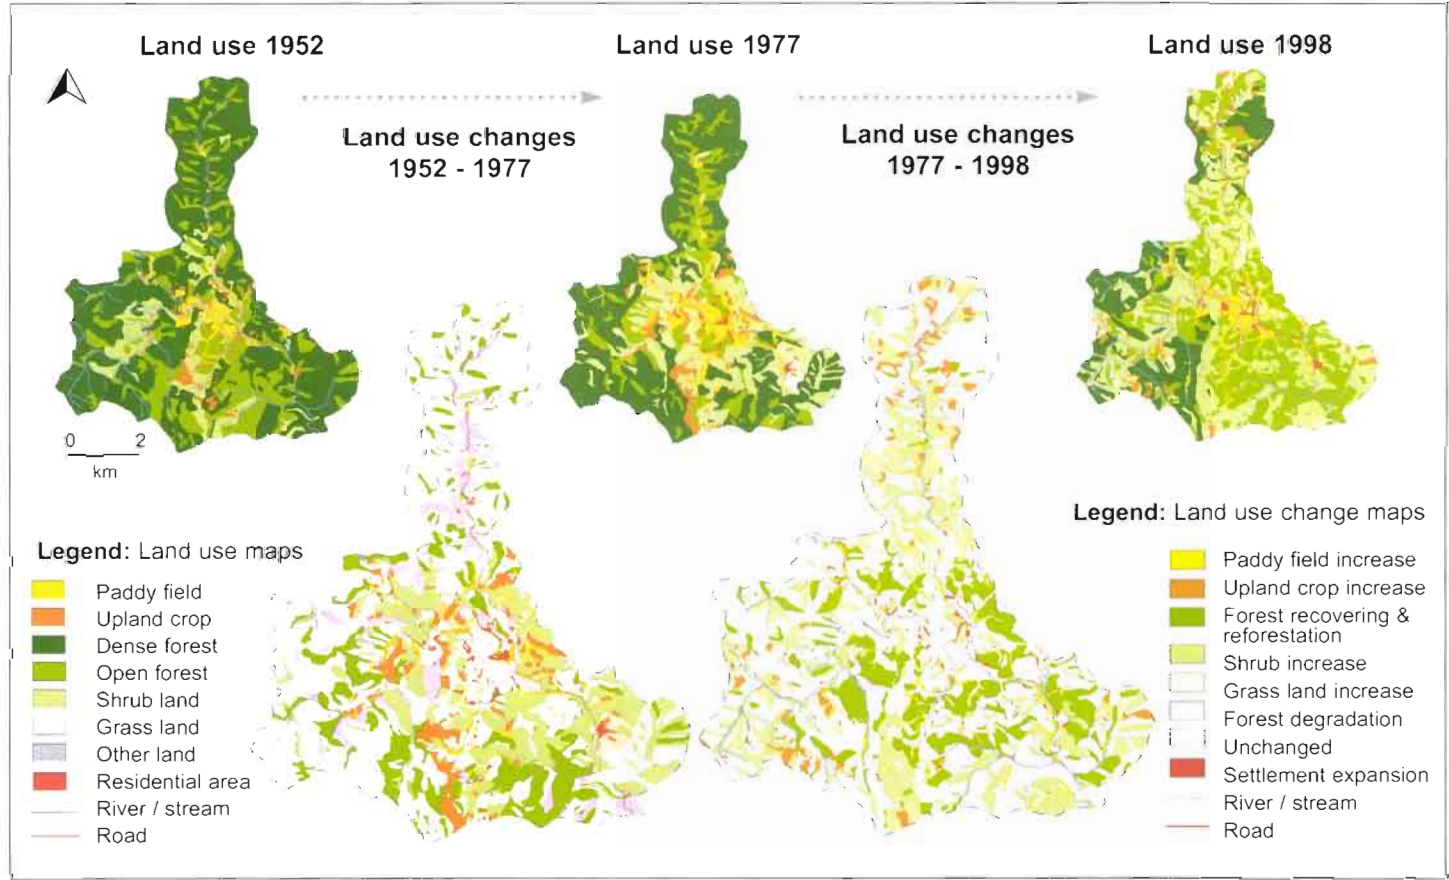 Land use 1952
Land use 1977
Land use 1998
Land use changes
1952 - 1977
Land use changes
1977 - 1998
0 2
km
Legend: Land use maps
Paddy field
Upland crop
Dense forest
Open forest
Shrub land
Grass land
Other land
Residential area
River / stream
Road
Legend: Land use change maps
Paddy field increase
Upland crop increase
Forest recovering &
reforestation
Shrub increase
Grass land increase
Forest degradation
Unchanged
Settlement expansion
River / stream
Road